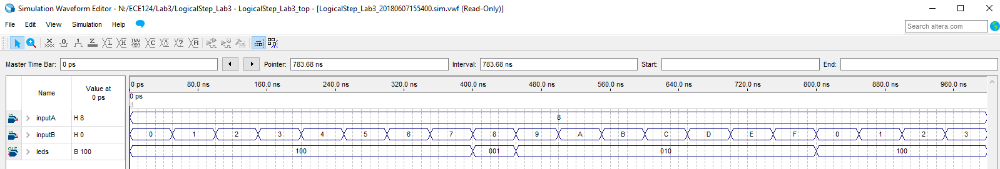 Simulation Waveform Editor - N:/ECE124/Lab3/LogicalStep_Lab3 - LogicalStep_Lab3_top - [LogicalStep_Lab3_20180607155400.sim.vwf (Read-Only)]
File Edit View Simulation Help
Search altera.com
Master Time Bar: 0 ps Pointer: 783.68 ns Interval: 783.68 ns Start: End:
Name Value at 0 ps
0 ps 80.0 ns 160.0 ns 240.0 ns 320.0 ns 400.0 ns 480.0 ns 560.0 ns 640.0 ns 720.0 ns 800.0 ns 880.0 ns 960.0 ns
0 ps
inputA H 8 8
inputB H 0 0 1 2 3 4 5 6 7 8 9 A B C D E F 0 1 2 3
leds B 100 100 001 010 100